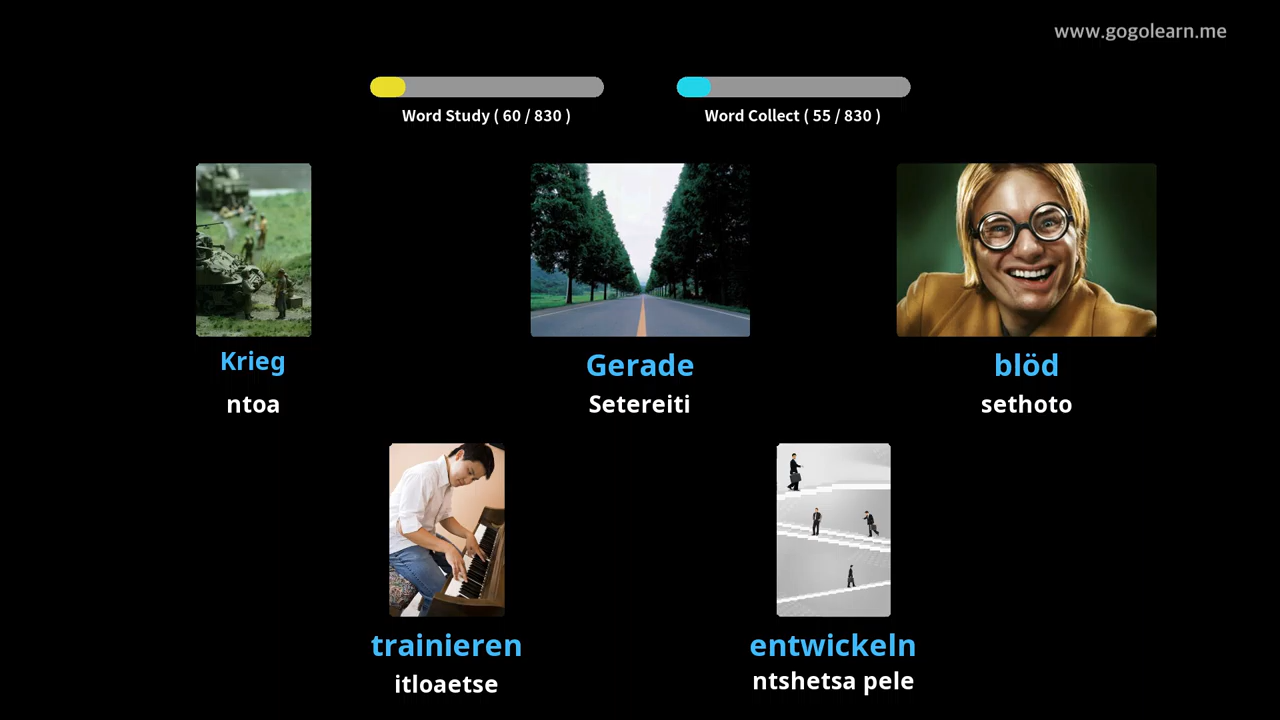 www.gogolearn.me
Word Study ( 60 / 830 )
Word Collect ( 55 / 830 )
Krieg
ntoa
Gerade
Setereiti
blöd
sethoto
trainieren
itloaetse
entwickeln
ntshetsa pele